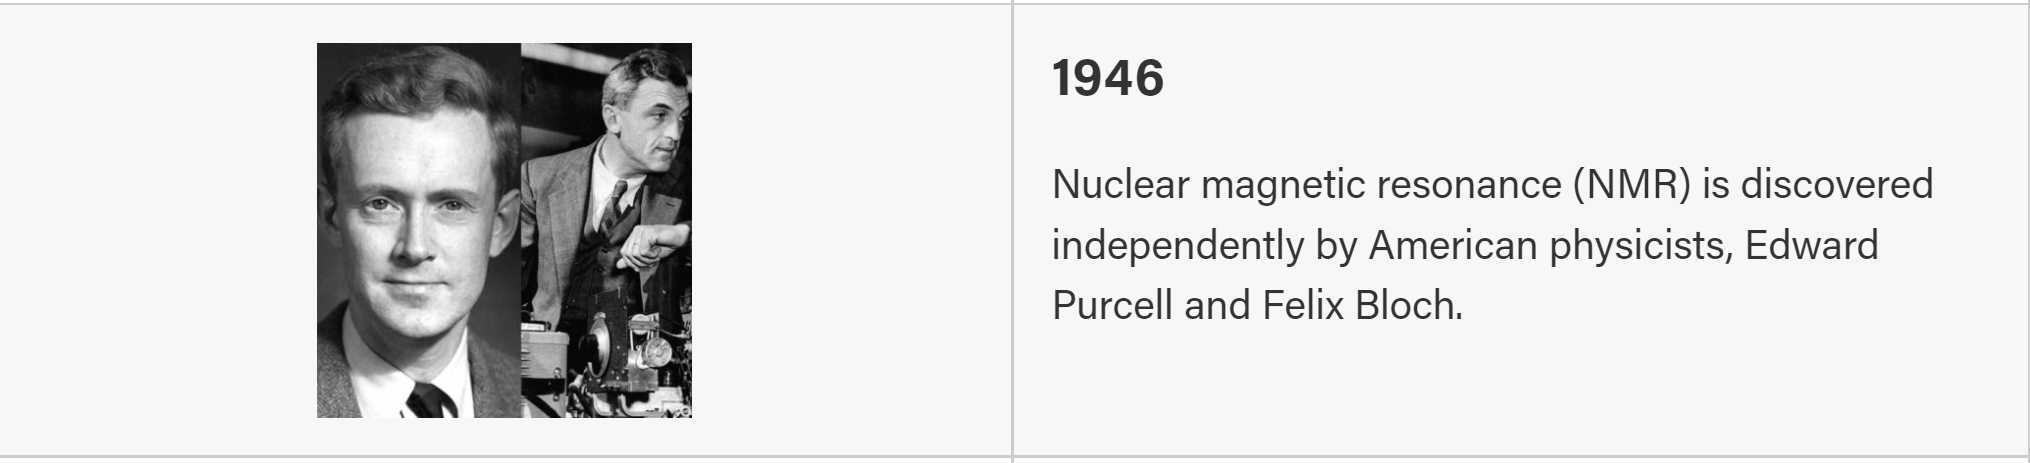 1946
Nuclear magnetic resonance (NMR) is discovered
independently by American physicists, Edward
Purcell and Felix Bloch.